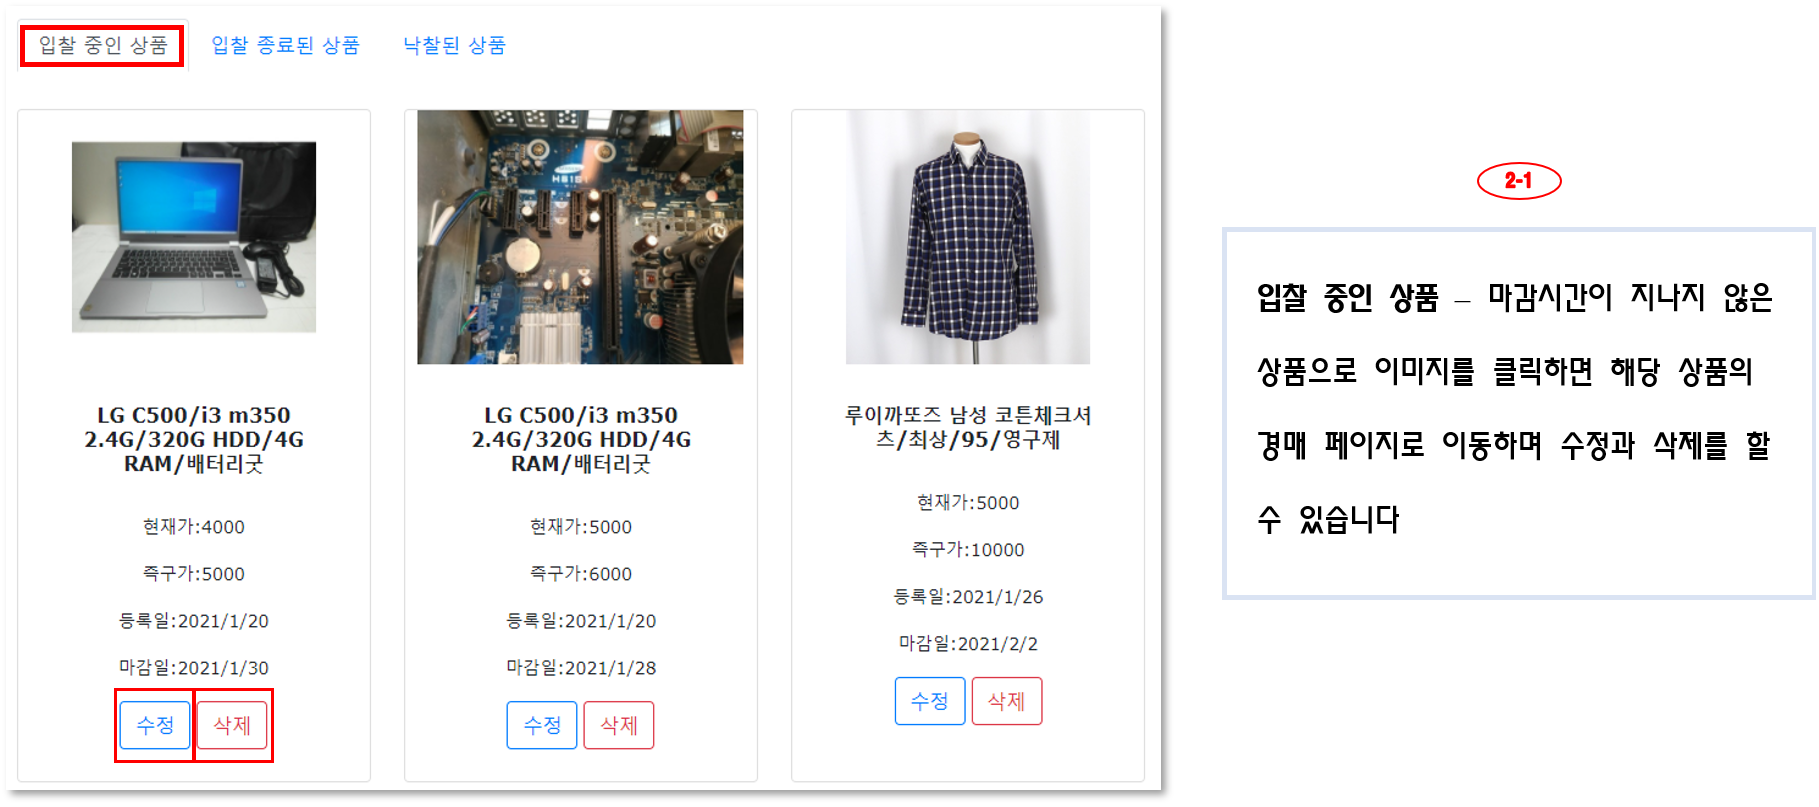 입찰 중인 상품
입찰 종료된 상품
낙찰된 상품
LG C500/i3 m350
2.4G/320G HDD/4G
RAM/배터리굿
현재가:4000
즉구가:5000
등록일:2021/1/20
마감일:2021/1/30
수정
삭제
LG C500/i3 m350
2.4G/320G HDD/4G
RAM/배터리굿
현재가:5000
즉구가:6000
등록일:2021/1/20
마감일:2021/1/28
수정
삭제
루이까또즈 남성 코튼체크셔
츠/최상/95/영구제
현재가:5000
즉구가:10000
등록일:2021/1/26
마감일:2021/2/2
수정
삭제
2-1
입찰 중인 상품 – 마감시간이 지나지 않은
상품으로 이미지를 클릭하면 해당 상품의
경매 페이지로 이동하며 수정과 삭제를 할
수 있습니다